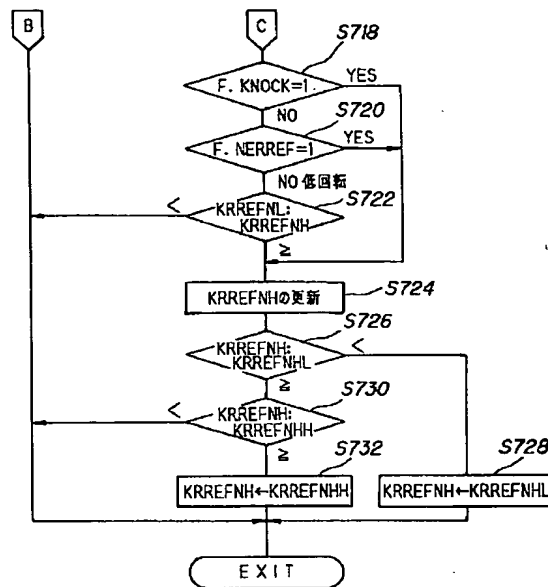 B
C
S718
F. KNOCK=1
YES
NO
S720
F. NERREF=1
YES
NO 低回転
S722
<
KRREFNL:
KRREFNH
≧
KRREFNHの更新
S724
S726
KRREFNH:
KRREFNHL
<
≧
S730
<
KRREFNH:
KRREFNHH
≧
S732
S728
KRREFNH←KRREFNHH
KRREFNH←KRREFNHL
EXIT